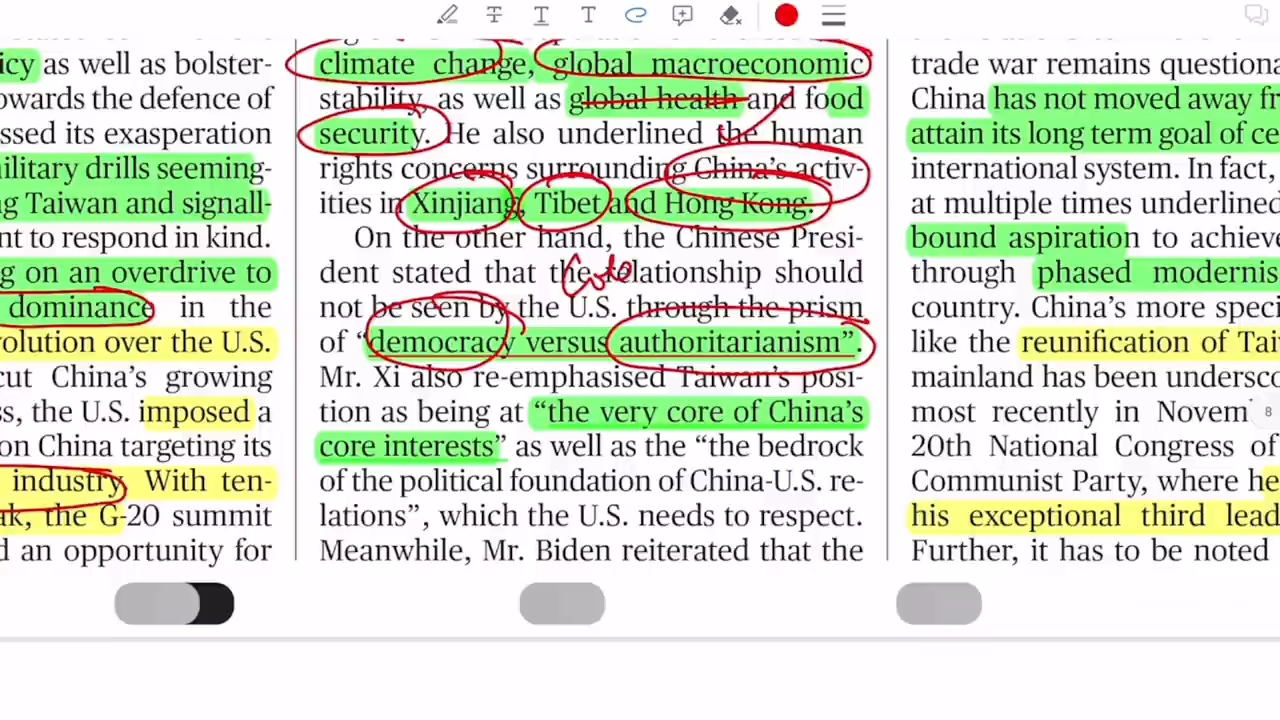 icy as well as bolster-
owards the defence of
ssed its exasperation
military drills seeming-
ng Taiwan and signall-
nt to respond in kind.
g on an overdrive to
dominance in the
volution over the U.S.
cut China's growing
ss, the U.S. imposed a
on China targeting its
industry. With ten-
ak, the G-20 summit
d an opportunity for
climate change, global macroeconomic
stability, as well as global health and food
security. He also underlined the human
rights concerns surrounding China's activ-
ities in Xinjiang, Tibet and Hong Kong.
On the other hand, the Chinese Presi-
dent stated that the relationship should
not be seen by the U.S. through the prism
of "democracy versus authoritarianism".
Mr. Xi also re-emphasised Taiwan's posi-
tion as being at "the very core of China's
core interests" as well as the "the bedrock
of the political foundation of China-U.S. re-
lations", which the U.S. needs to respect.
Meanwhile, Mr. Biden reiterated that the
trade war remains questiona
China has not moved away fr
attain its long term goal of ce
international system. In fact,
at multiple times underlined
bound aspiration to achieve
through phased modernis
country. China's more speci
like the reunification of Tai
mainland has been undersco
most recently in Novem
20th National Congress of
Communist Party, where he
his exceptional third lead
Further, it has to be noted
8